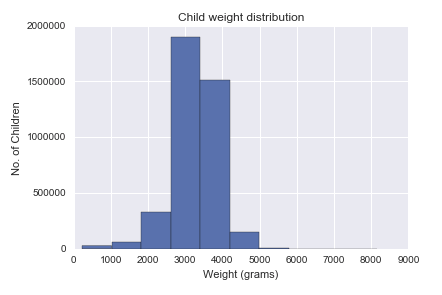 Child weight distribution
2000000
1500000
1000000
500000
0
No. of Children
0 1000 2000 3000 4000 5000 6000 7000 8000 9000
Weight (grams)